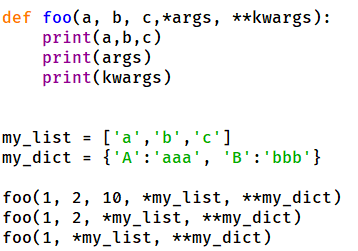 def foo(a, b, c,*args, **kwargs):
    print(a,b,c)
    print(args)
    print(kwargs)

my_list = ['a','b','c']
my_dict = {'A':'aaa', 'B':'bbb'}

foo(1, 2, 10, *my_list, **my_dict)
foo(1, 2, *my_list, **my_dict)
foo(1, *my_list, **my_dict)